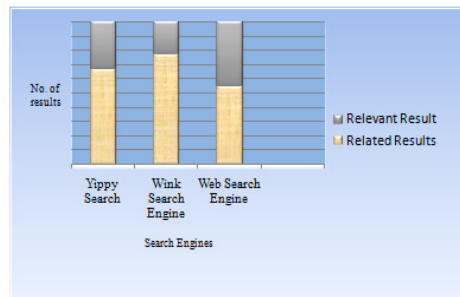 No. of
results
Relevant Result
Related Results
Yippy
Search
Wink
Search
Engine
Web Search
Engine
Search Engines